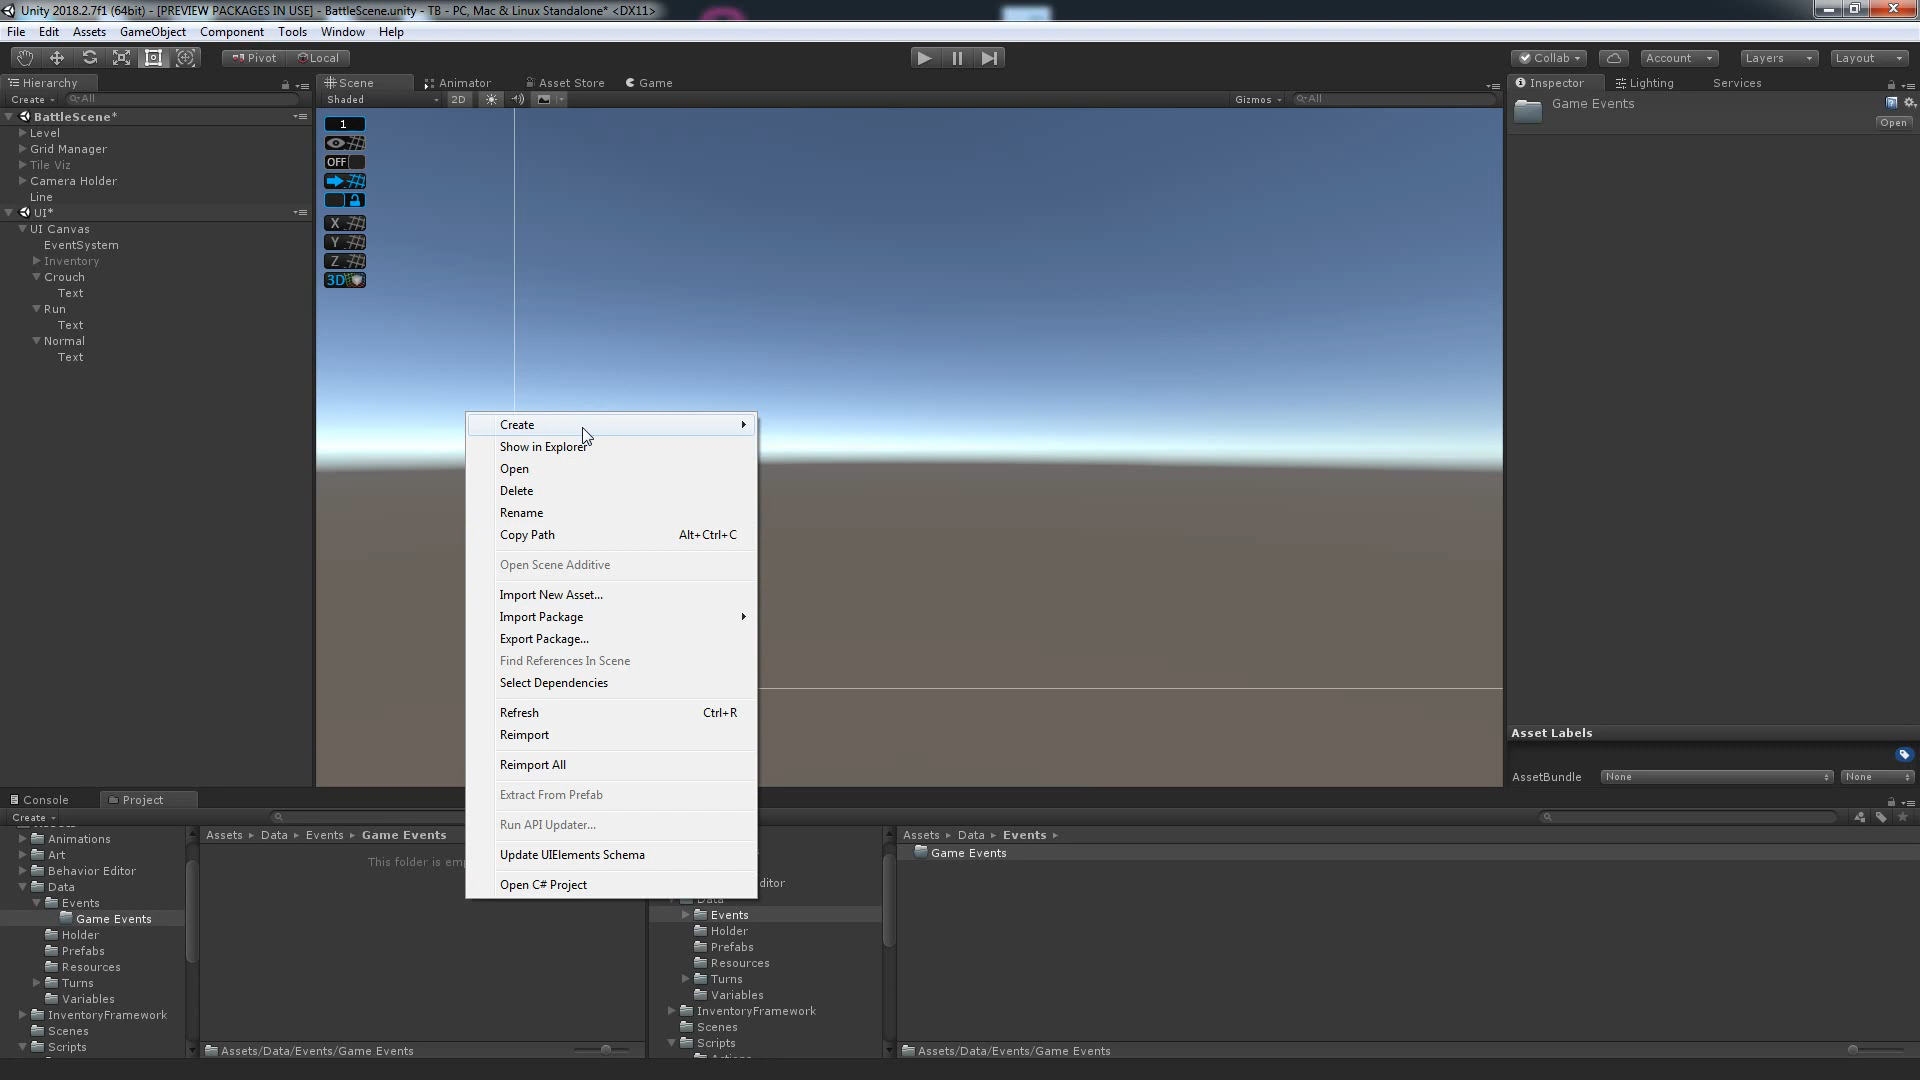 Unity 2018.2.7f1 (64bit) - [PREVIEW PACKAGES IN USE] - BattleScene.unity - TB - PC, Mac & Linux Standalone* <DX11>
File Edit Assets GameObject Component Tools Window Help
Pivot Local Collab Account Layers Layout
Hierarchy Scene Animator Asset Store Game Inspector Lighting Services
Create All Shaded 2D Gizmos All
Game Events
Open
BattleScene*
Level
Grid Manager
Tile Viz
Camera Holder
Line
UI*
UI Canvas
EventSystem
Inventory
Crouch
Text
Run
Text
Normal
Text
1
OFF
X
Y
Z
3D
Create
Show in Explorer
Open
Delete
Rename
Copy Path Alt+Ctrl+C
Open Scene Additive
Import New Asset...
Import Package
Export Package...
Find References In Scene
Select Dependencies
Refresh Ctrl+R
Reimport
Reimport All
Extract From Prefab
Run API Updater...
Update UIElements Schema
Open C# Project
Asset Labels
AssetBundle None None
Console Project
Create
Animations
Art
Behavior Editor
Data
Events
Game Events
Holder
Prefabs
Resources
Turns
Variables
InventoryFramework
Scenes
Scripts
Assets Data Events Game Events
This folder is
Assets/Data/Events/Game Events
Events
Holder
Prefabs
Resources
Turns
Variables
InventoryFramework
Scenes
Scripts
Assets Data Events
Game Events
Assets/Data/Events/Game Events